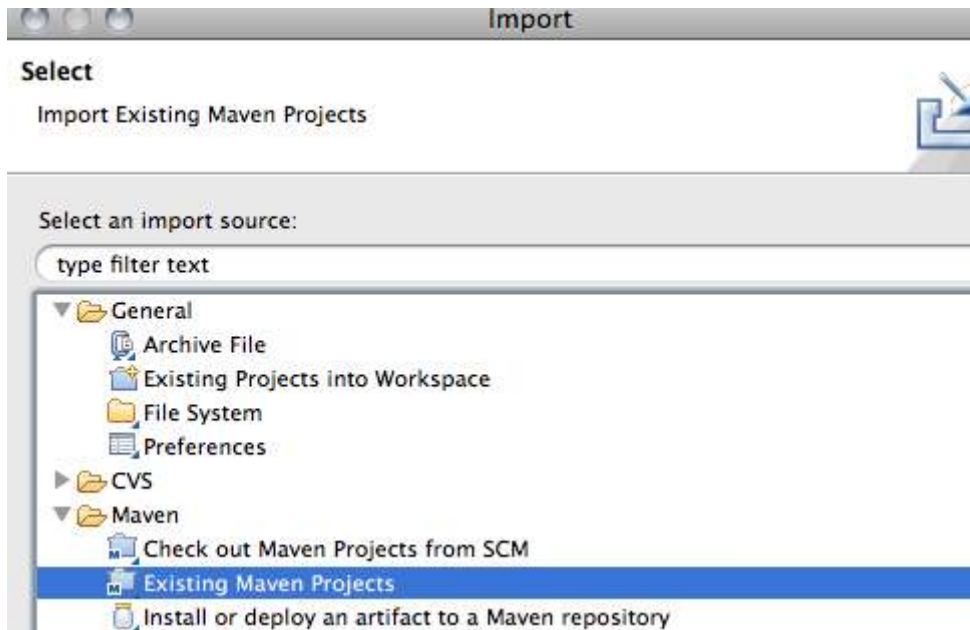 Import
Select
Import Existing Maven Projects
Select an import source:
type filter text
General
Archive File
Existing Projects into Workspace
File System
Preferences
CVS
Maven
Check out Maven Projects from SCM
Existing Maven Projects
Install or deploy an artifact to a Maven repository